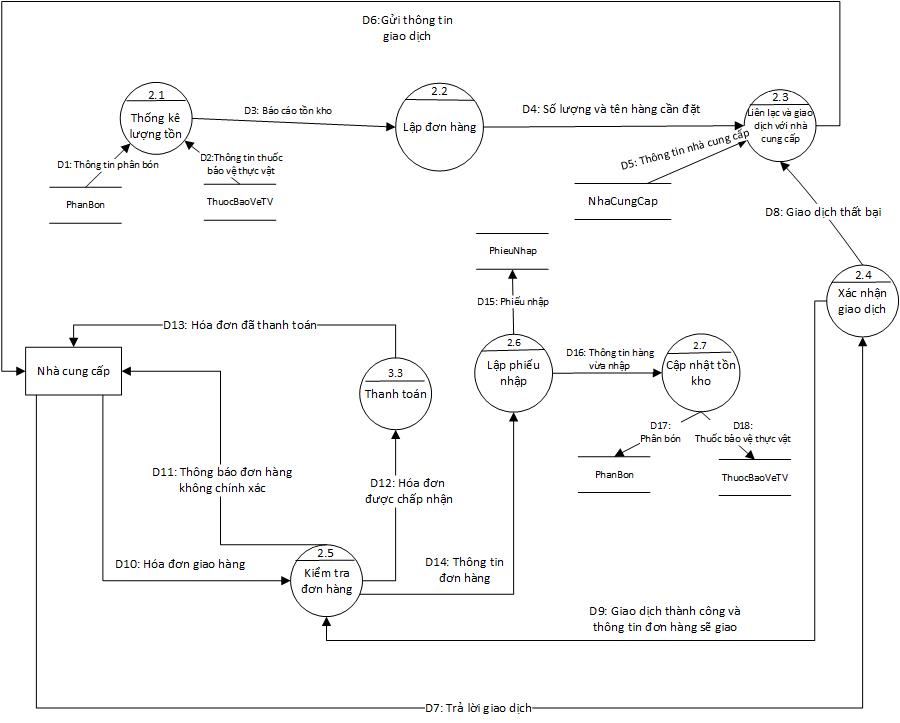 D6:Gửi thông tin
giao dịch
2.1
Thống kê
lượng tồn
D3: Báo cáo tồn kho
2.2
Lập đơn hàng
D4: Số lượng và tên hàng cần đặt
2.3
Liên lạc và giao
dịch với nhà
cung cấp
D1: Thông tin phân bón
D2:Thông tin thuốc
bảo vệ thực vật
D5: Thông tin nhà cung cấp
PhanBon
ThuocBaoVeTV
NhaCungCap
D8: Giao dịch thất bại
PhieuNhap
2.4
Xác nhận
giao dịch
D15: Phiếu nhập
D13: Hóa đơn đã thanh toán
Nhà cung cấp
3.3
Thanh toán
2.6
Lập phiếu
nhập
D16: Thông tin hàng
vừa nhập
2.7
Cập nhật tồn
kho
D17:
Phân bón
D18:
Thuốc bảo vệ thực vật
PhanBon
ThuocBaoVeTV
D11: Thông báo đơn hàng
không chính xác
D12: Hóa đơn
được chấp nhận
D10: Hóa đơn giao hàng
2.5
Kiểm tra
đơn hàng
D14: Thông tin
đơn hàng
D9: Giao dịch thành công và
thông tin đơn hàng sẽ giao
D7: Trả lời giao dịch